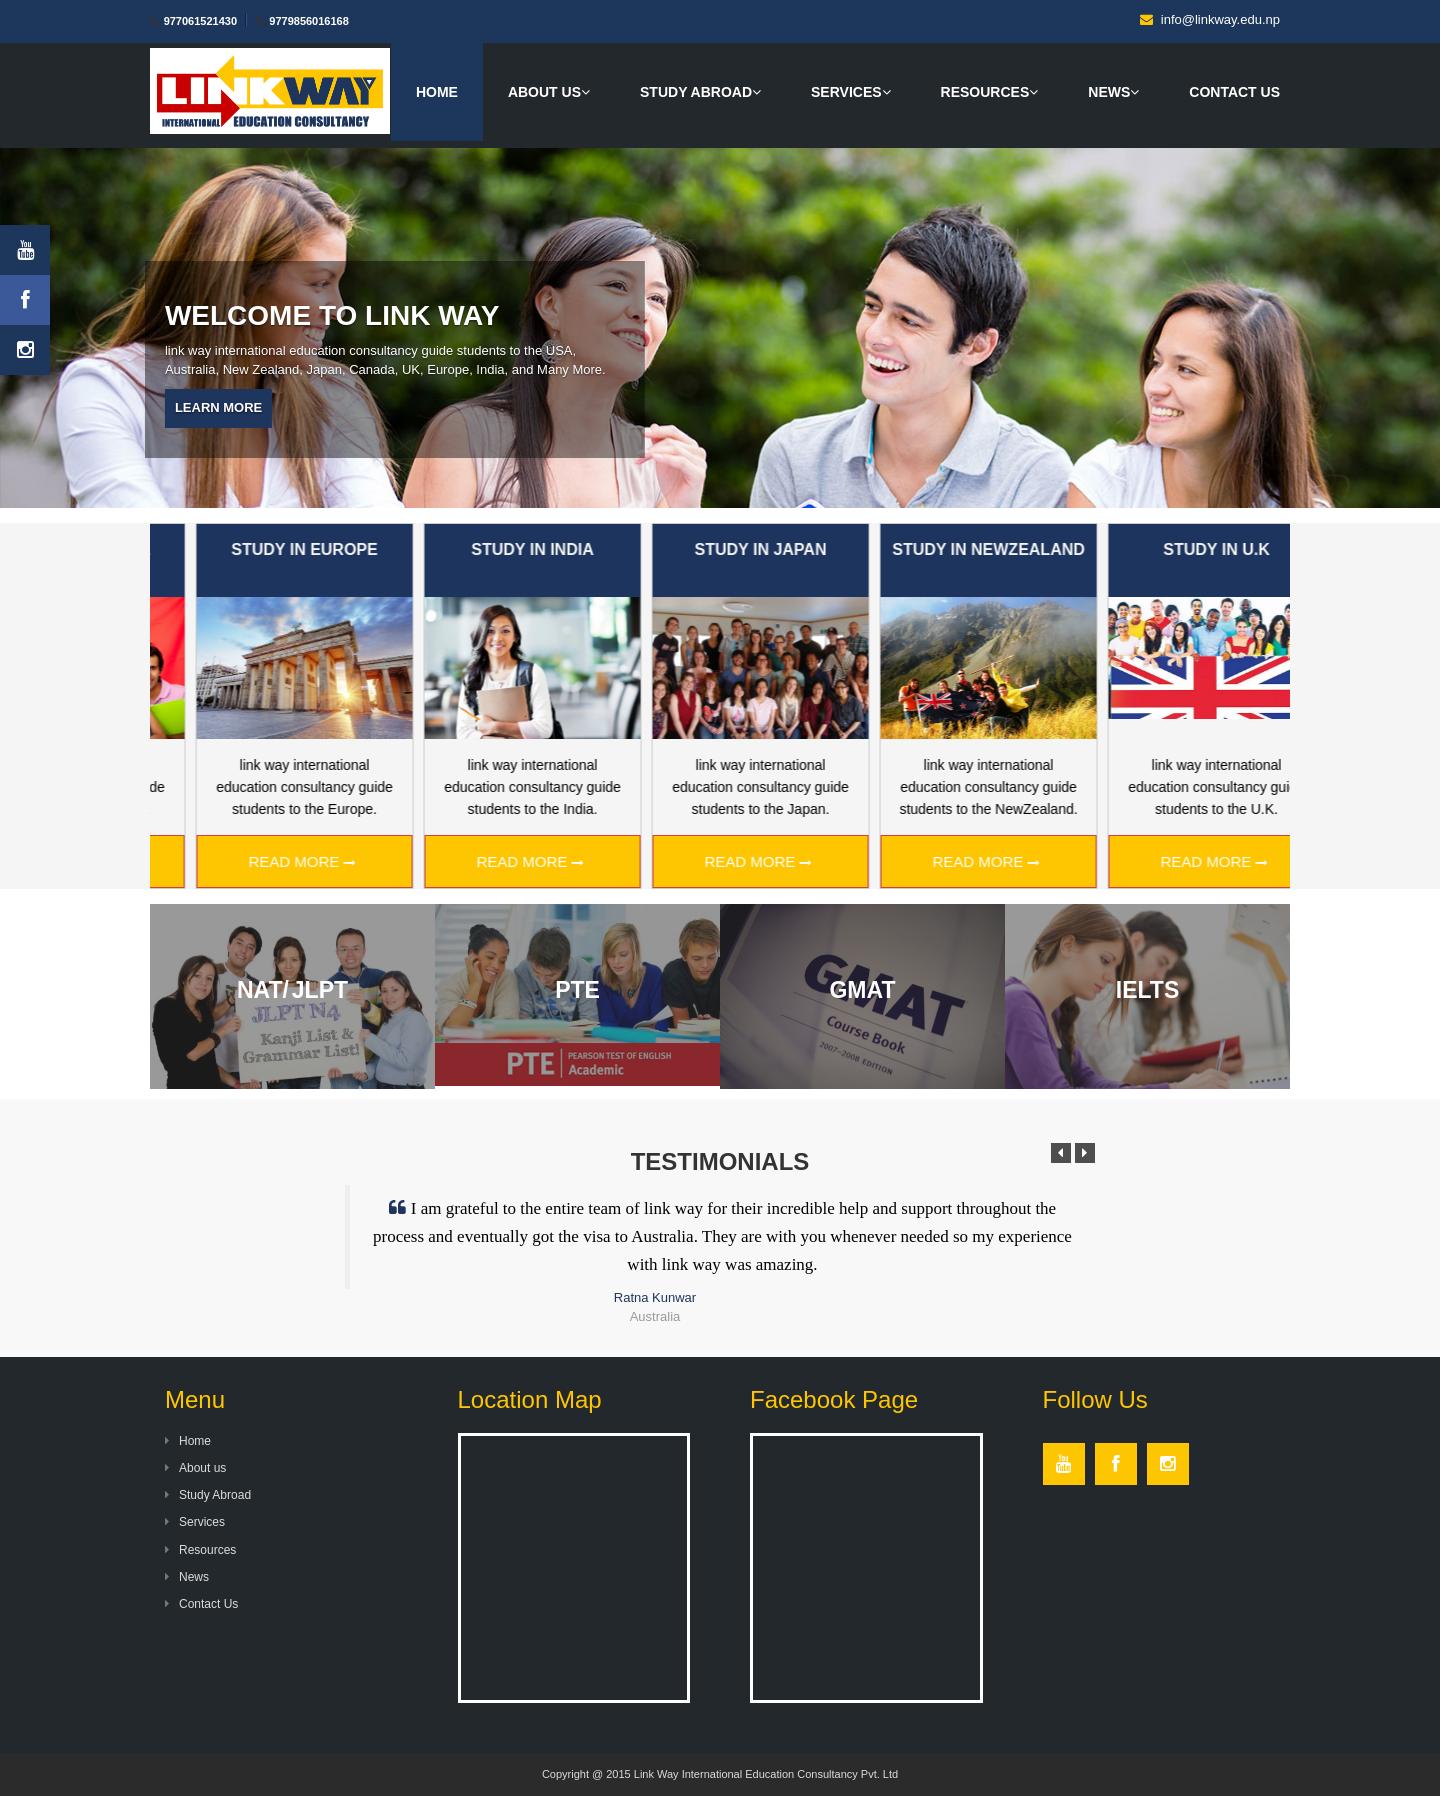 977061521430
9779856016168
info@linkway.edu.np
LINKWAY
INTERNATIONAL EDUCATION CONSULTANCY
HOME
ABOUT US
STUDY ABROAD
SERVICES
RESOURCES
NEWS
CONTACT US
You
Tube
WELCOME TO LINK WAY
link way international education consultancy guide students to the USA,
Australia, New Zealand, Japan, Canada, UK, Europe, India, and Many More.
LEARN MORE
STUDY IN EUROPE
link way international
education consultancy guide
students to the Europe.
READ MORE
STUDY IN INDIA
link way international
education consultancy guide
students to the India.
READ MORE
STUDY IN JAPAN
link way international
education consultancy guide
students to the Japan.
READ MORE
STUDY IN NEWZEALAND
link way international
education consultancy guide
students to the NewZealand.
READ MORE
STUDY IN U.K
link way international
education consultancy gui
students to the U.K.
READ MORE
NAT/JLPT
JLPT N4
Kanji List &
Grammar List!
PTE
PTE PEARSON TEST OF ENGLISH
Academic
GMAT
GMAT
Course Book
2007-2008 EDITION
IELTS
TESTIMONIALS
I am grateful to the entire team of link way for their incredible help and support throughout the
process and eventually got the visa to Australia. They are with you whenever needed so my experience
with link way was amazing.
Ratna Kunwar
Australia
Menu
Home
About us
Study Abroad
Services
Resources
News
Contact Us
Location Map
Facebook Page
Follow Us
You
Tube
Copyright @ 2015 Link Way International Education Consultancy Pvt. Ltd